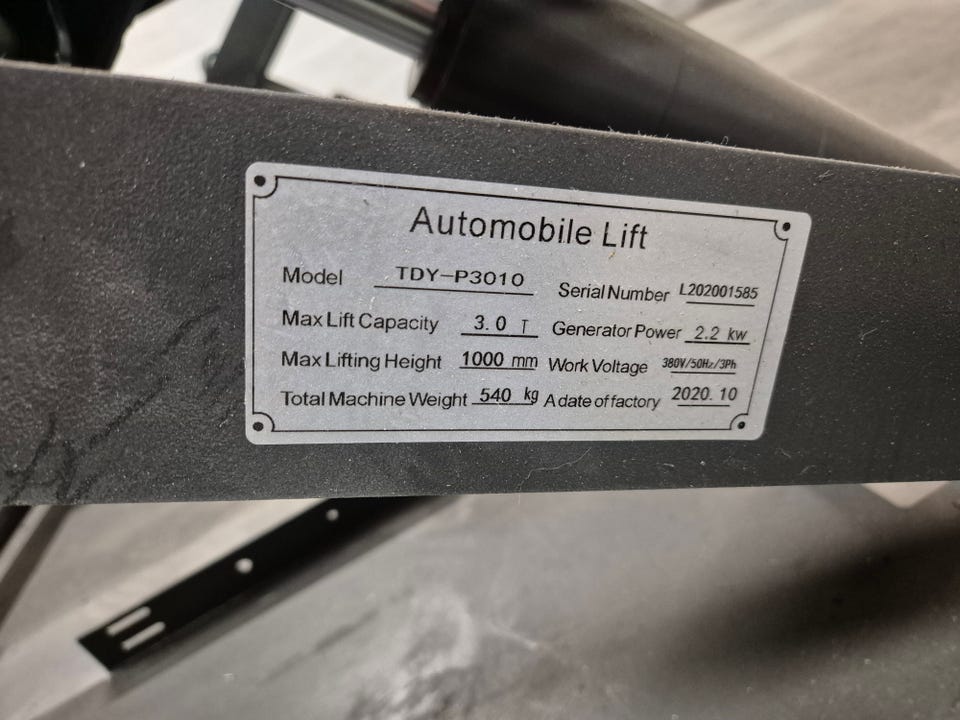 Automobile Lift
Model TDY-P3010 Serial Number L202001585
Max Lift Capacity 3.0 T Generator Power 2.2 kw
Max Lifting Height 1000 mm Work Voltage 380V/50Hz/3Ph
Total Machine Weight 540 kg A date of factory 2020.10